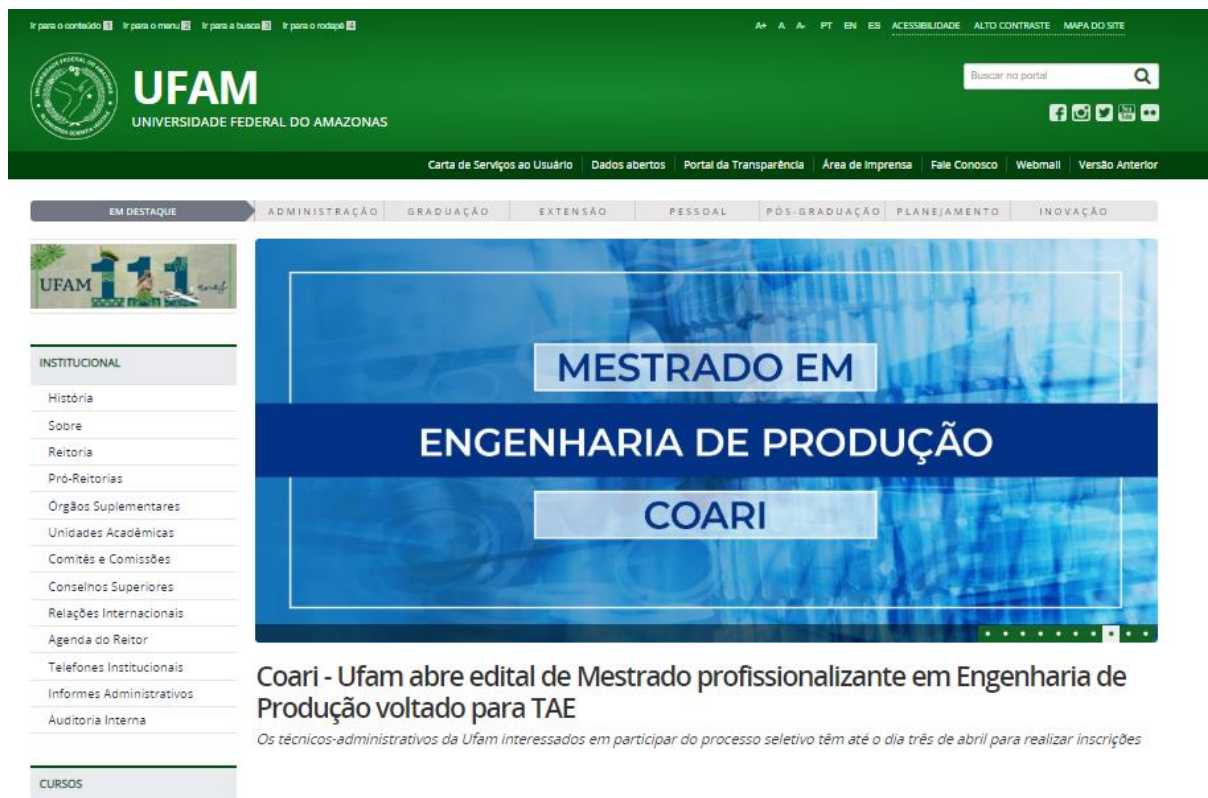 Ir para o conteúdo 1 Ir para o menu 2 Ir para a busca 3 Ir para o rodapé 4
A+ A A- PT EN ES ACESSIBILIDADE ALTO CONTRASTE MAPA DO SITE
UFAM
UNIVERSIDADE FEDERAL DO AMAZONAS
Buscar no portal
Carta de Serviços ao Usuário Dados abertos Portal da Transparência Área de Imprensa Fale Conosco Webmail Versão Anterior
EM DESTAQUE
ADMINISTRAÇÃO GRADUAÇÃO EXTENSÃO PESSOAL PÓS-GRADUAÇÃO PLANEJAMENTO INOVAÇÃO
UFAM 111 anos
INSTITUCIONAL
História
Sobre
Reitoria
Pró-Reitorias
Órgãos Suplementares
Unidades Acadêmicas
Comitês e Comissões
Conselhos Superiores
Relações Internacionais
Agenda do Reitor
Telefones Institucionais
Informes Administrativos
Auditoria Interna
CURSOS
MESTRADO EM
ENGENHARIA DE PRODUÇÃO
COARI
Coari - Ufam abre edital de Mestrado profissionalizante em Engenharia de
Produção voltado para TAE
Os técnicos-administrativos da Ufam interessados em participar do processo seletivo têm até o dia três de abril para realizar inscrições